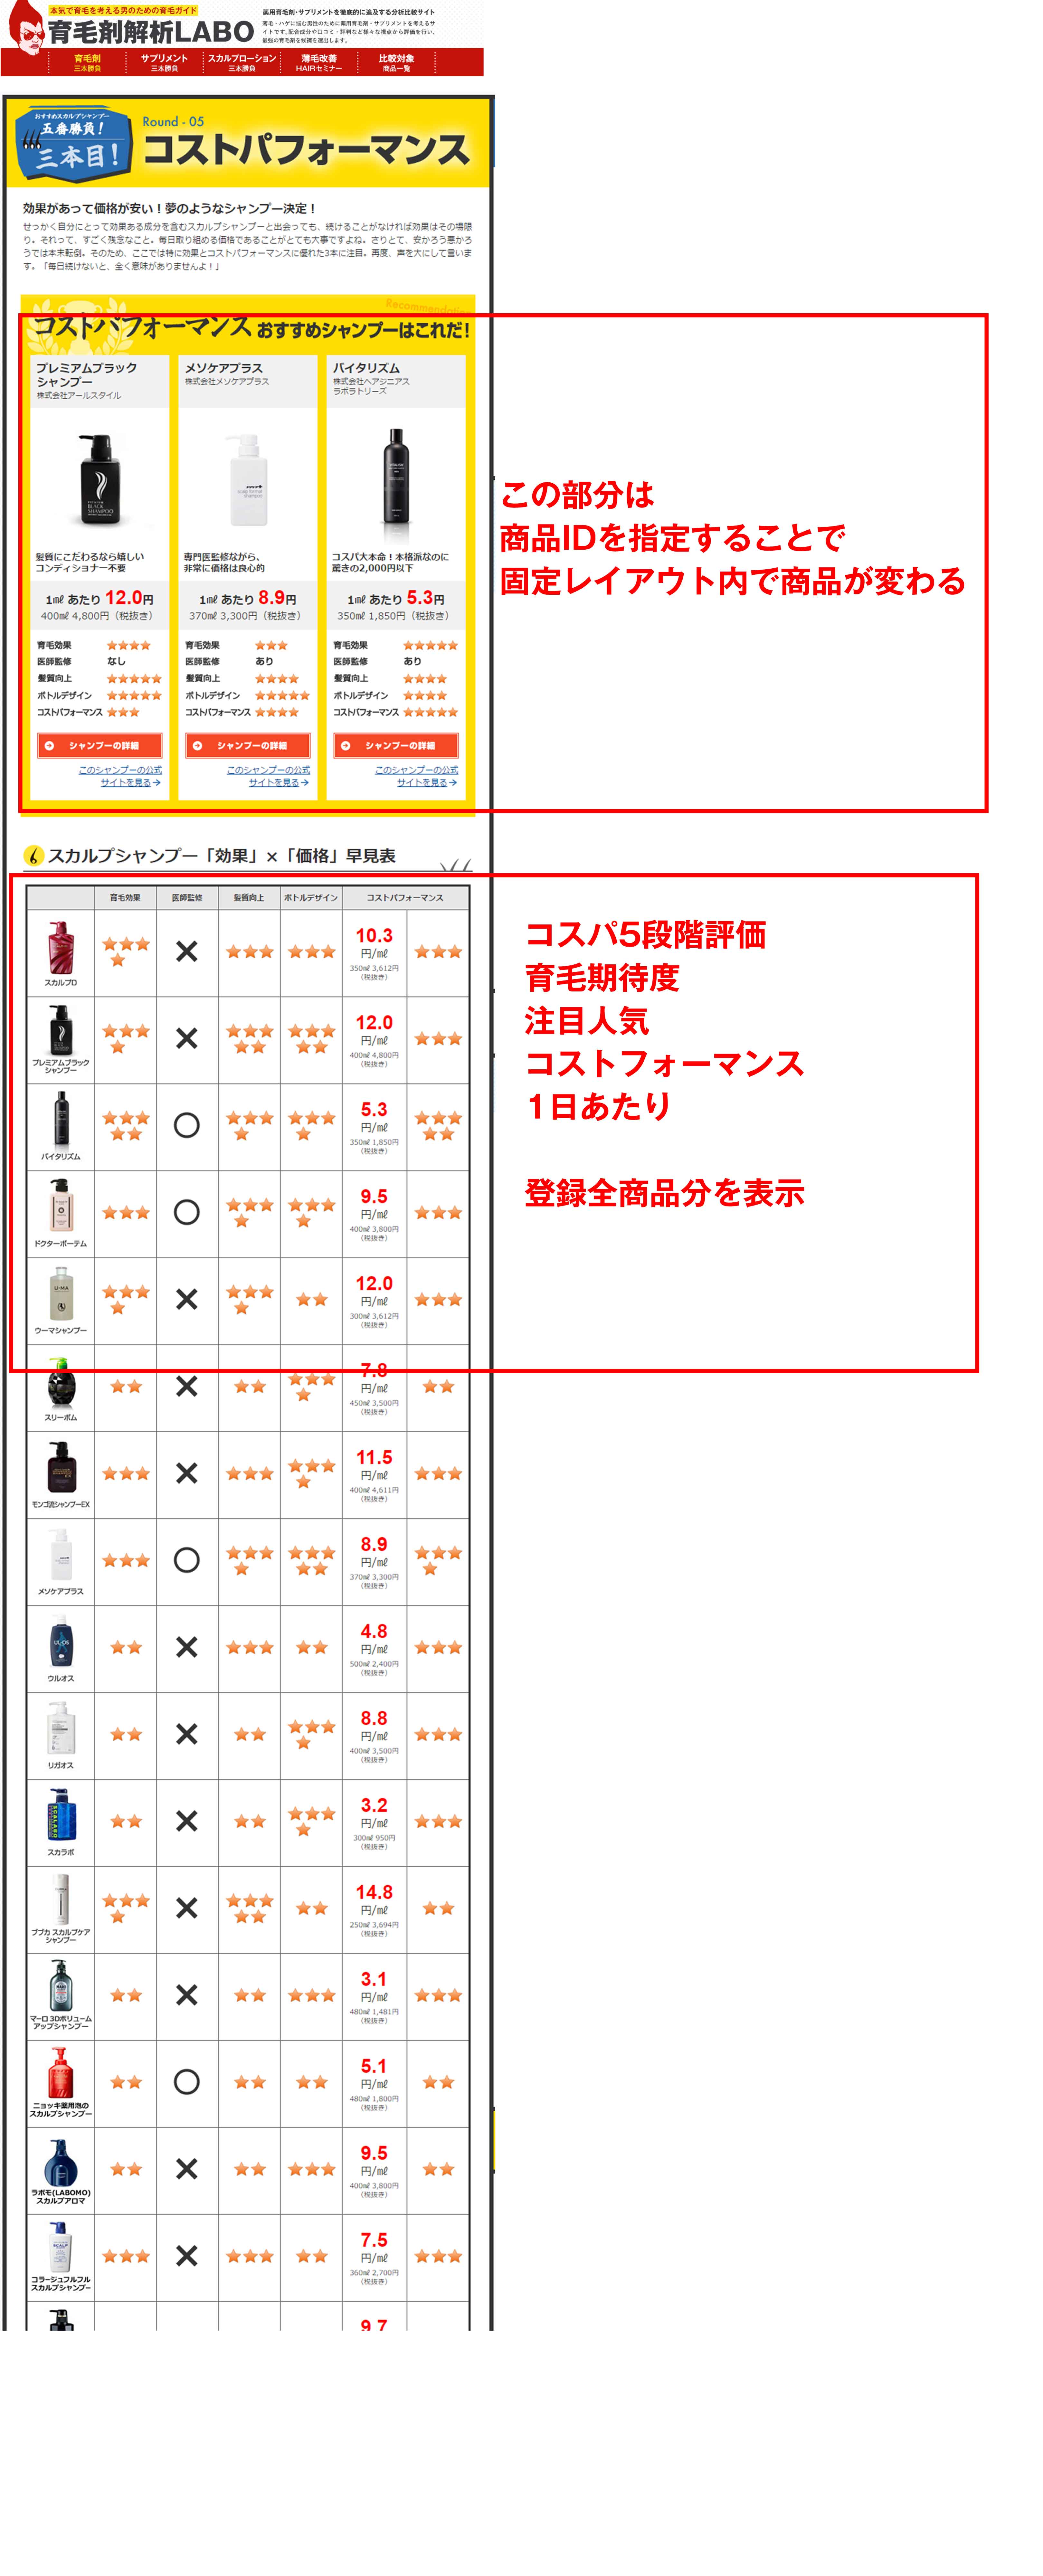 本気で育毛を考える男のための育毛ガイド
育毛剤解析LABO
薬用育毛剤・サプリメントを徹底的に追及する分析比較サイト
薄毛・ハゲに悩む男性のために薬用育毛剤・サプリメントを考えるサ
イトです。配合成分や口コミ・評判など様々な視点から評価を行い、
最強の育毛剤を候補を選出します。
育毛剤
三本勝負
サプリメント
三本勝負
スカルプローション
三本勝負
薄毛改善
HAIRセミナー
比較対象
商品一覧
おすすめスカルプシャンプー
五番勝負!
三本目!
Round - 05
コストパフォーマンス
効果があって価格が安い!夢のようなシャンプー決定!
せっかく自分にとって効果ある成分を含むスカルプシャンプーと出会っても、続けることがなければ効果はその場限
り。それって、すごく残念なこと。毎日取り組める価格であることがとても大事ですよね。さりとて、安かろう悪かろ
うでは本末転倒。そのため、ここでは特に効果とコストパフォーマンスに優れた3本に注目。再度、声を大にして言いま
す。「毎日続けないと、全く意味がありませんよ!」
コストパフォーマンス おすすめシャンプーはこれだ!
プレミアムブラック
シャンプー
株式会社アールスタイル
髪質にこだわるなら嬉しい
コンディショナー不要
1㎖ あたり 12.0円
400㎖ 4,800円(税抜き)
育毛効果 ★★★★
医師監修 なし
髪質向上 ★★★★★
ボトルデザイン ★★★★★
コストパフォーマンス ★★★
シャンプーの詳細
このシャンプーの公式
サイトを見る→
メソケアプラス
株式会社メソケアプラス
専門医監修ながら、
非常に価格は良心的
1㎖ あたり 8.9円
370㎖ 3,300円(税抜き)
育毛効果 ★★★
医師監修 あり
髪質向上 ★★★★
ボトルデザイン ★★★★★
コストパフォーマンス ★★★★
シャンプーの詳細
このシャンプーの公式
サイトを見る→
バイタリズム
株式会社ヘアジニアス
ラボラトリーズ
コスパ大本命!本格派なのに
驚きの2,000円以下
1㎖ あたり 5.3円
350㎖ 1,850円(税抜き)
育毛効果 ★★★★★
医師監修 あり
髪質向上 ★★★★
ボトルデザイン ★★★★
コストパフォーマンス ★★★★★
シャンプーの詳細
このシャンプーの公式
サイトを見る→
この部分は
商品IDを指定することで
固定レイアウト内で商品が変わる
6 スカルプシャンプー「効果」×「価格」早見表
育毛効果 医師監修 髪質向上 ボトルデザイン コストパフォーマンス
スカルプロ ★★★★ × ★★★ ★★★ 10.3 円/㎖ 350㎖ 3,612円 (税抜き) ★★★
プレミアムブラック シャンプー ★★★★ × ★★★★★ ★★★★★ 12.0 円/㎖ 400㎖ 4,800円 (税抜き) ★★★
バイタリズム ★★★★★ ○ ★★★★ ★★★★ 5.3 円/㎖ 350㎖ 1,850円 (税抜き) ★★★★★
ドクターボーテム ★★★ ○ ★★★★ ★★★★ 9.5 円/㎖ 400㎖ 3,800円 (税抜き) ★★★
ウーマシャンプー ★★★★ × ★★★★ ★★ 12.0 円/㎖ 300㎖ 3,612円 (税抜き) ★★★
スリーボム ★★ × ★★ ★★★★ 7.8 円/㎖ 450㎖ 3,500円 (税抜き) ★★
モンゴ流シャンプーEX ★★★ × ★★★ ★★★★ 11.5 円/㎖ 400㎖ 4,611円 (税抜き) ★★★
メソケアプラス ★★★ ○ ★★★★ ★★★★★ 8.9 円/㎖ 370㎖ 3,300円 (税抜き) ★★★★
ウルオス ★★ × ★★★ ★★ 4.8 円/㎖ 500㎖ 2,400円 (税抜き) ★★★
リガオス ★★ × ★★ ★★★★ 8.8 円/㎖ 400㎖ 3,500円 (税抜き) ★★★
スカラボ ★★ × ★★ ★★★★ 3.2 円/㎖ 300㎖ 950円 (税抜き) ★★★
ブブカ スカルプケア シャンプー ★★★★ × ★★★★★ ★★ 14.8 円/㎖ 250㎖ 3,694円 (税抜き) ★★
マーロ 3Dボリューム アップシャンプー ★★ × ★★ ★★★ 3.1 円/㎖ 480㎖ 1,481円 (税抜き) ★★★
ニョッキ薬用泡の スカルプシャンプー ★★ ○ ★★ ★★ 5.1 円/㎖ 480㎖ 1,800円 (税抜き) ★★
ラボモ(LABOMO) スカルプアロマ ★★ × ★★ ★★★ 9.5 円/㎖ 400㎖ 3,800円 (税抜き) ★★
コラージュフルフル スカルプシャンプー ★★★ × ★★★ ★★ 7.5 円/㎖ 360㎖ 2,700円 (税抜き) ★★★
9.7
コスパ5段階評価
育毛期待度
注目人気
コストフォーマンス
1日あたり
登録全商品分を表示